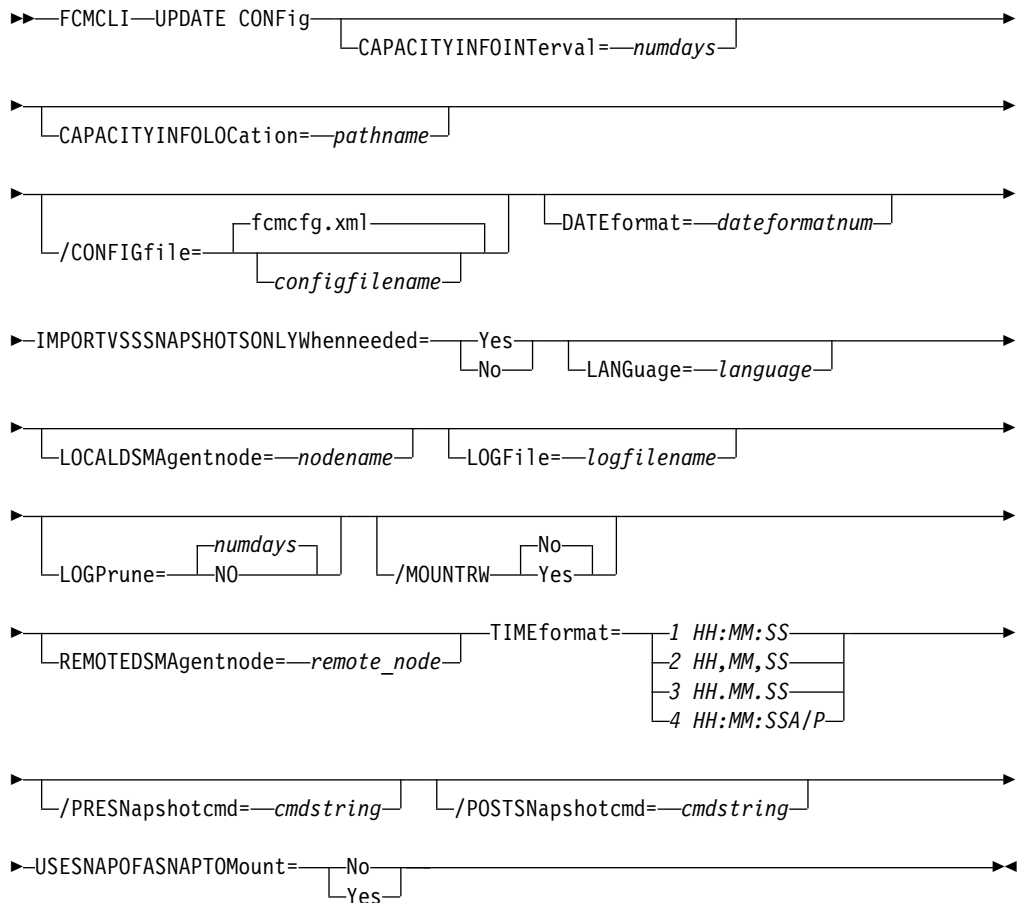 FCMCLI UPDATE CONFig
CAPACITYINFOINTerval= numdays
CAPACITYINFOLOCation= pathname
/CONFIGfile= fcmcfg.xml
configfilename
DATEformat= dateformatnum
IMPORTVSSSNAPSHOTSONLYWhenneeded= Yes
No
LANGuage= language
LOCALDSMAgentnode= nodename
LOGFile= logfilename
LOGPrune= numdays
NO
/MOUNTRW No
Yes
REMOTEDSMAgentnode= remote_node
TIMEformat= 1 HH:MM:SS
2 HH,MM,SS
3 HH.MM.SS
4 HH:MM:SSA/P
/PRESNapshotcmd= cmdstring
/POSTSNapshotcmd= cmdstring
USESNAPOFASNAPTOMount= No
Yes